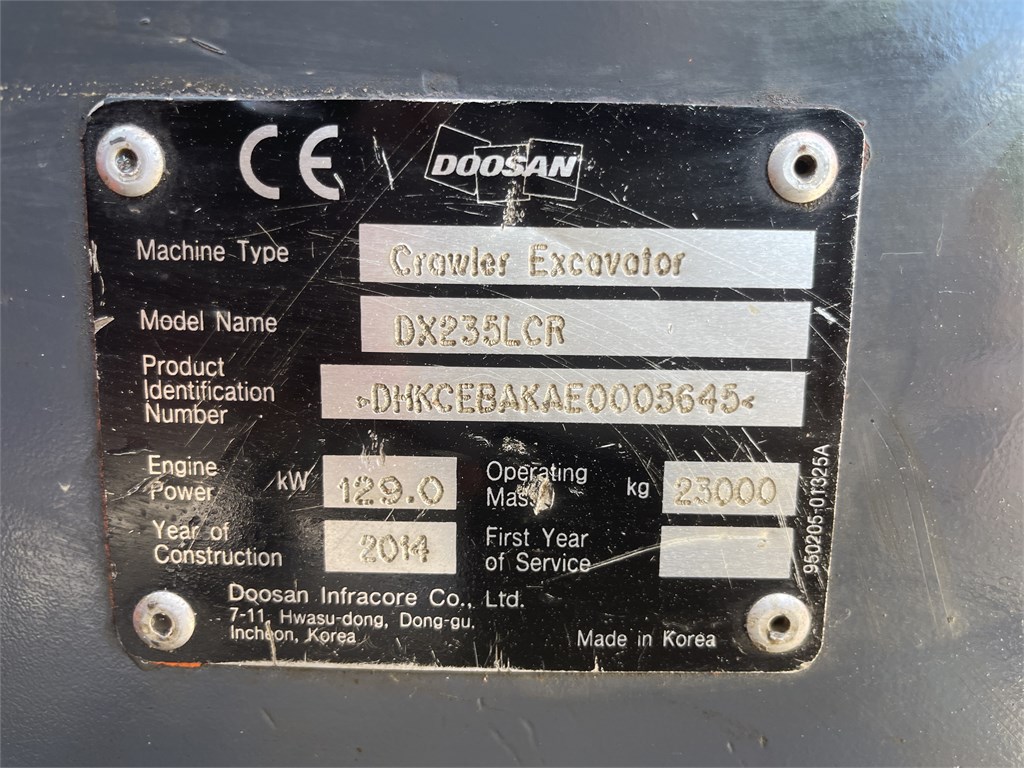 CE DOOSAN
Machine Type Crawler Excavator
Model Name DX235LCR
Product
Identification
Number ▹DHKCEBAKAE0005645◃
Engine
Power kW 129.0 Operating
Mass kg 23000
Year of
Construction 2014 First Year
of Service
Doosan Infracore Co., Ltd.
7-11, Hwasu-dong, Dong-gu,
Incheon, Korea
Made in Korea
950205-01325A